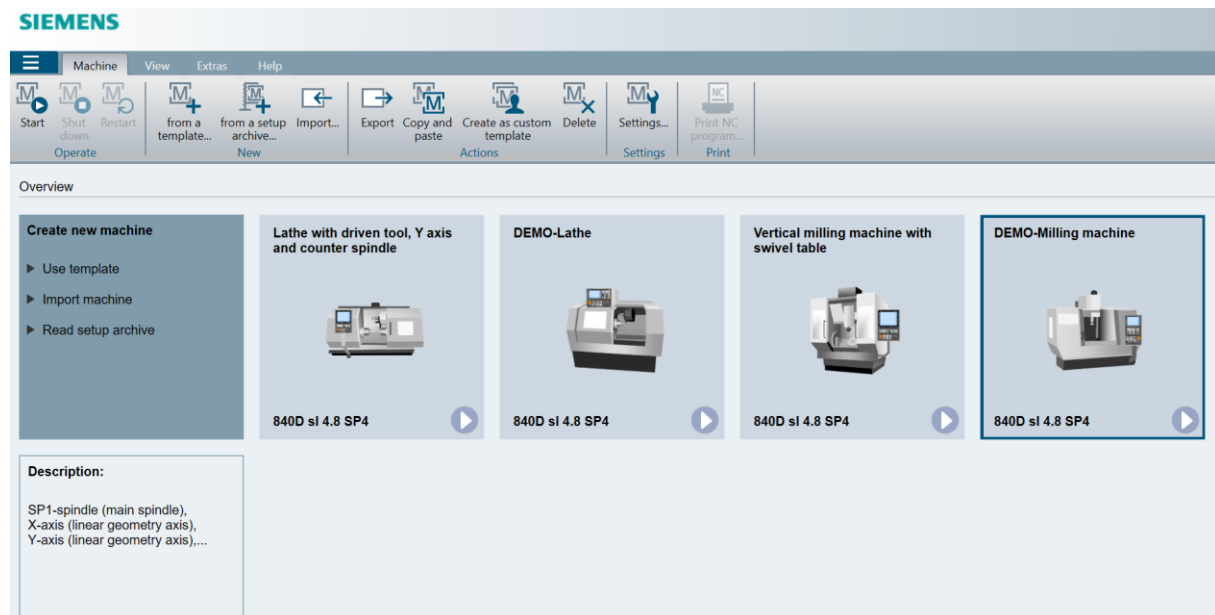 SIEMENS
Machine View Extras Help
Start Shut down Restart
Operate
from a template... from a setup archive... Import...
New
Export Copy and paste Create as custom template Delete
Actions
Settings...
Settings
NC
Print NC program...
Print
Overview
Create new machine
Use template
Import machine
Read setup archive
Lathe with driven tool, Y axis
and counter spindle
840D sl 4.8 SP4
DEMO-Lathe
840D sl 4.8 SP4
Vertical milling machine with
swivel table
840D sl 4.8 SP4
DEMO-Milling machine
840D sl 4.8 SP4
Description:
SP1-spindle (main spindle),
X-axis (linear geometry axis),
Y-axis (linear geometry axis),...